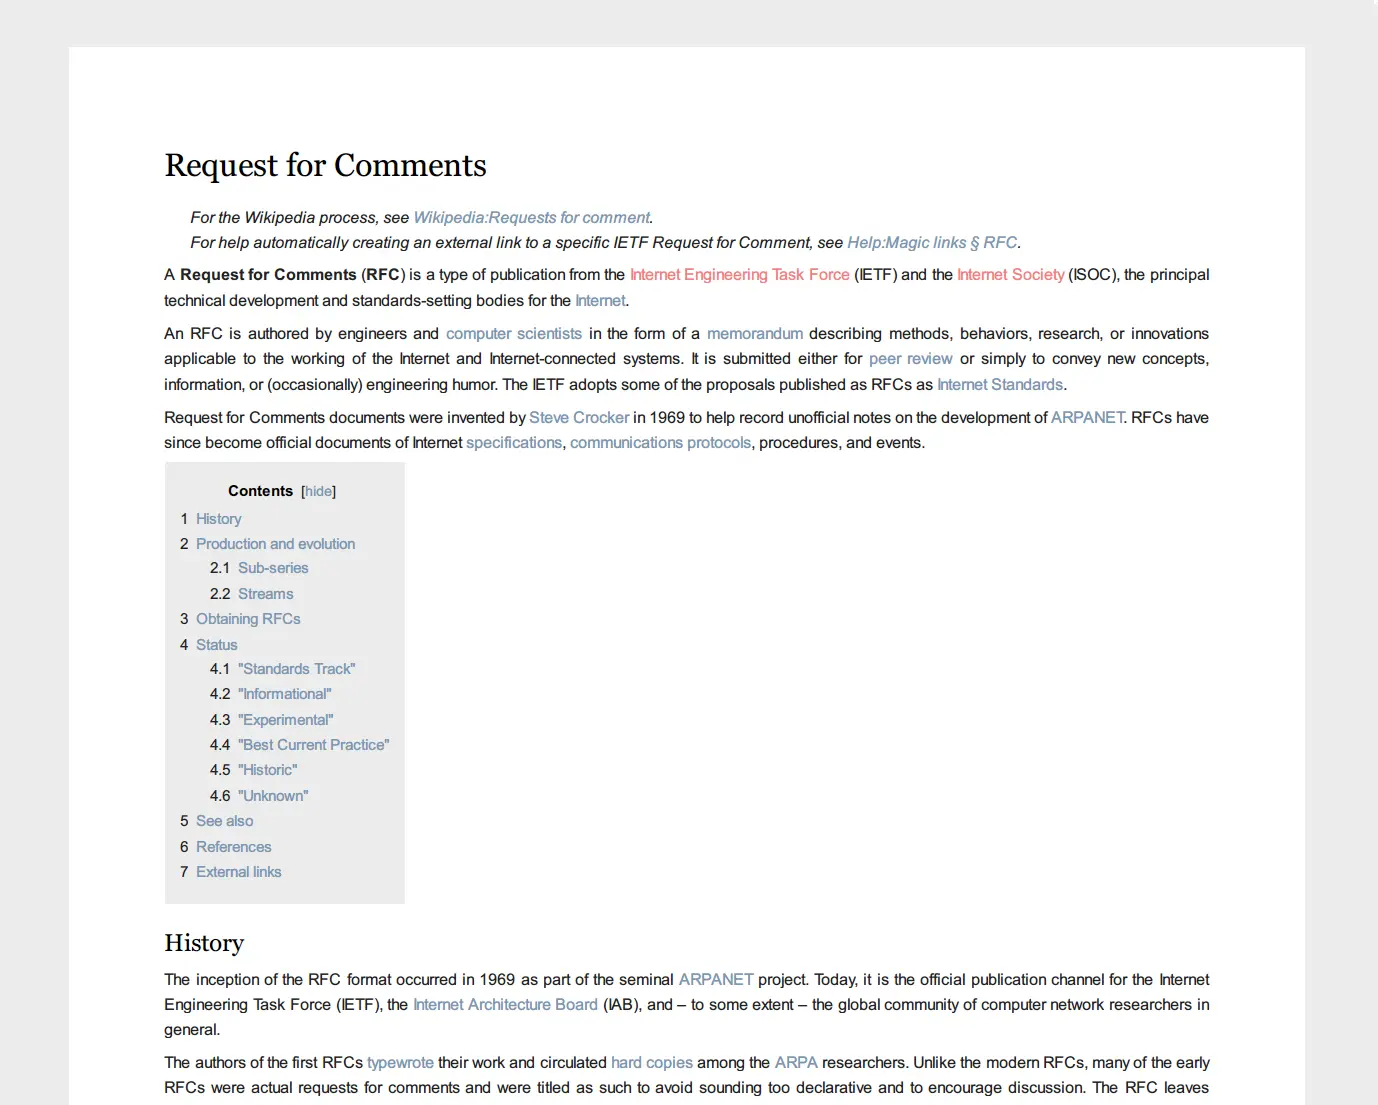 Request for Comments
For the Wikipedia process, see Wikipedia:Requests for comment.
For help automatically creating an external link to a specific IETF Request for Comment, see Help:Magic links § RFC.
A Request for Comments (RFC) is a type of publication from the Internet Engineering Task Force (IETF) and the Internet Society (ISOC), the principal
technical development and standards-setting bodies for the Internet.
An RFC is authored by engineers and computer scientists in the form of a memorandum describing methods, behaviors, research, or innovations
applicable to the working of the Internet and Internet-connected systems. It is submitted either for peer review or simply to convey new concepts,
information, or (occasionally) engineering humor. The IETF adopts some of the proposals published as RFCs as Internet Standards.
Request for Comments documents were invented by Steve Crocker in 1969 to help record unofficial notes on the development of ARPANET. RFCs have
since become official documents of Internet specifications, communications protocols, procedures, and events.
Contents [hide]
1 History
2 Production and evolution
2.1 Sub-series
2.2 Streams
3 Obtaining RFCs
4 Status
4.1 "Standards Track"
4.2 "Informational"
4.3 "Experimental"
4.4 "Best Current Practice"
4.5 "Historic"
4.6 "Unknown"
5 See also
6 References
7 External links
History
The inception of the RFC format occurred in 1969 as part of the seminal ARPANET project. Today, it is the official publication channel for the Internet
Engineering Task Force (IETF), the Internet Architecture Board (IAB), and – to some extent – the global community of computer network researchers in
general.
The authors of the first RFCs typewrote their work and circulated hard copies among the ARPA researchers. Unlike the modern RFCs, many of the early
RFCs were actual requests for comments and were titled as such to avoid sounding too declarative and to encourage discussion. The RFC leaves